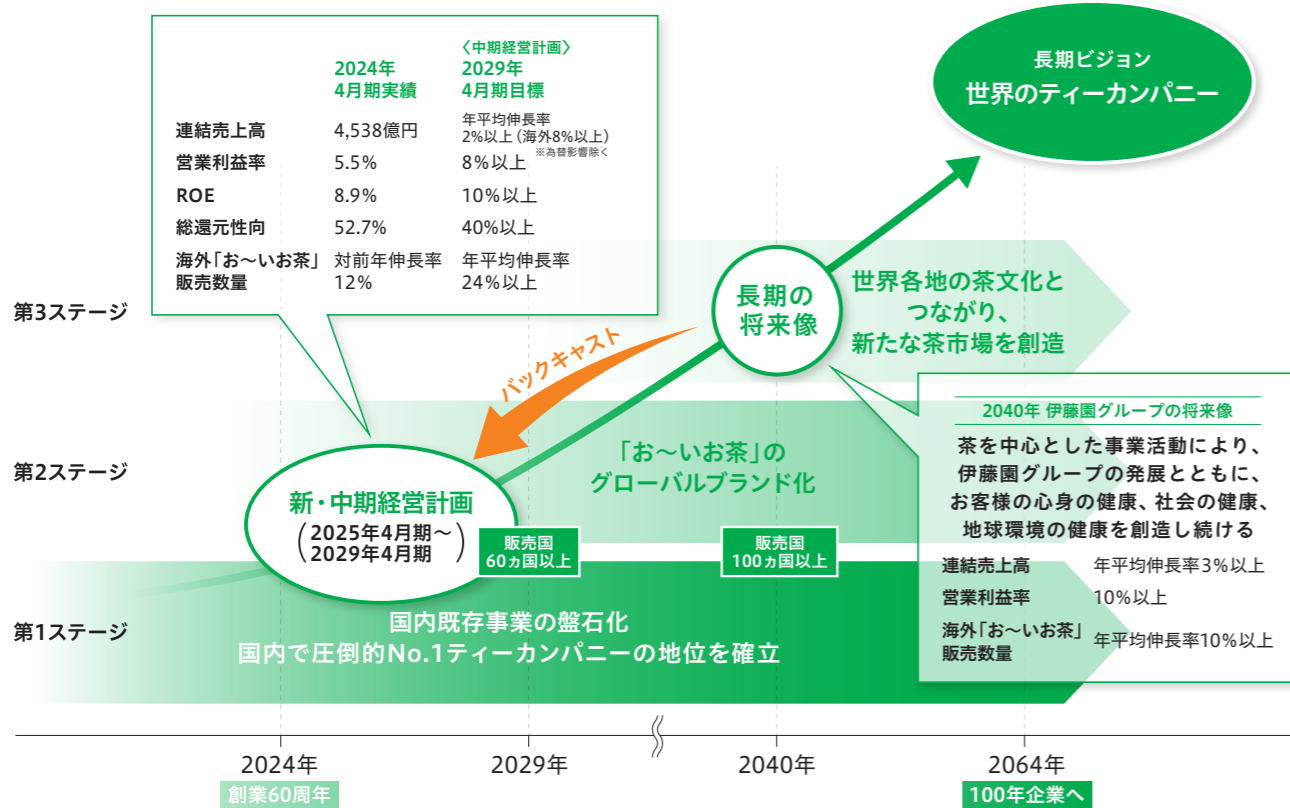 長期ビジョン
世界のティーカンパニー
〈中期経営計画〉
2024年 2029年
4月期実績 4月期目標
連結売上高 4,538億円 年平均伸長率
2%以上(海外8%以上)
※為替影響除く
営業利益率 5.5% 8%以上
ROE 8.9% 10%以上
総還元性向 52.7% 40%以上
海外「お～いお茶」 対前年伸長率 年平均伸長率
販売数量 12% 24%以上
第3ステージ
長期の
将来像
世界各地の茶文化と
つながり、
新たな茶市場を創造
バックキャスト
第2ステージ
「お～いお茶」の
グローバルブランド化
新・中期経営計画
(2025年4月期～
2029年4月期)
販売国
60ヵ国以上
販売国
100ヵ国以上
2040年 伊藤園グループの将来像
茶を中心とした事業活動により、
伊藤園グループの発展とともに、
お客様の心身の健康、社会の健康、
地球環境の健康を創造し続ける
連結売上高 年平均伸長率3%以上
営業利益率 10%以上
海外「お～いお茶」
販売数量 年平均伸長率10%以上
第1ステージ
国内既存事業の盤石化
国内で圧倒的No.1ティーカンパニーの地位を確立
2024年 2029年 2040年 2064年
創業60周年 100年企業へ